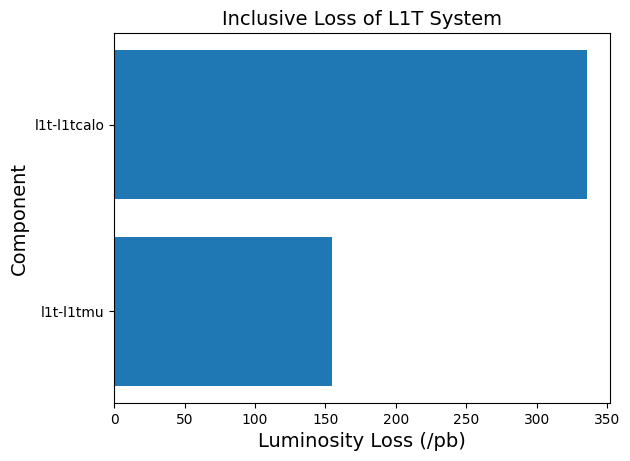 Inclusive Loss of L1T System
Component
l1t-l1tcalo
l1t-l1tmu
0 50 100 150 200 250 300 350
Luminosity Loss (/pb)